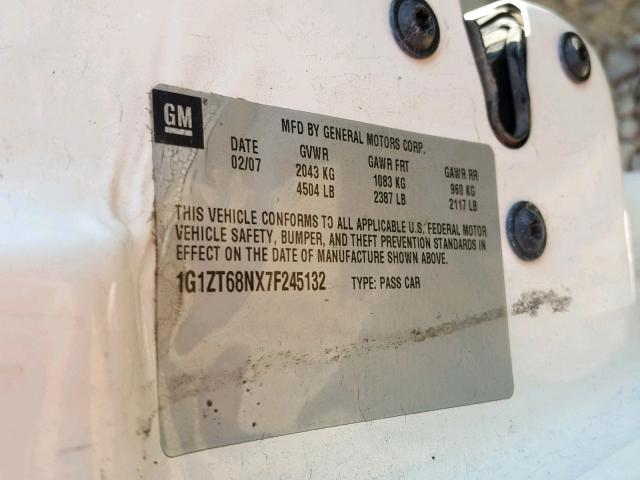 GM
MFD BY GENERAL MOTORS CORP.
DATE GVWR GAWR FRT GAWR RR
02/07 2043 KG 1083 KG 960 KG
4504 LB 2387 LB 2117 LB
THIS VEHICLE CONFORMS TO ALL APPLICABLE U.S. FEDERAL MOTOR
VEHICLE SAFETY, BUMPER, AND THEFT PREVENTION STANDARDS IN
EFFECT ON THE DATE OF MANUFACTURE SHOWN ABOVE.
1G1ZT68NX7F245132 TYPE: PASS CAR